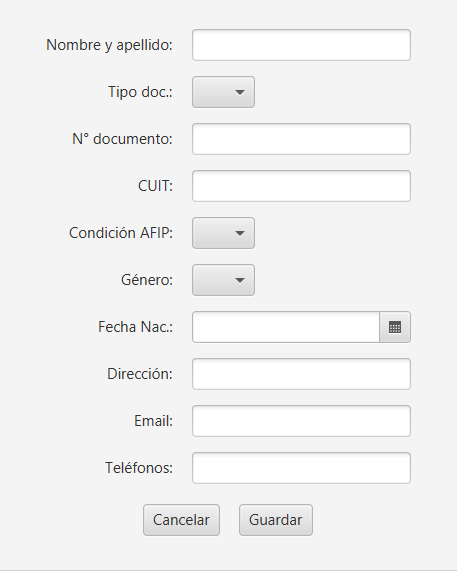 Nombre y apellido:
Tipo doc.:
N° documento:
CUIT:
Condición AFIP:
Género:
Fecha Nac.:
Dirección:
Email:
Teléfonos:
Cancelar Guardar